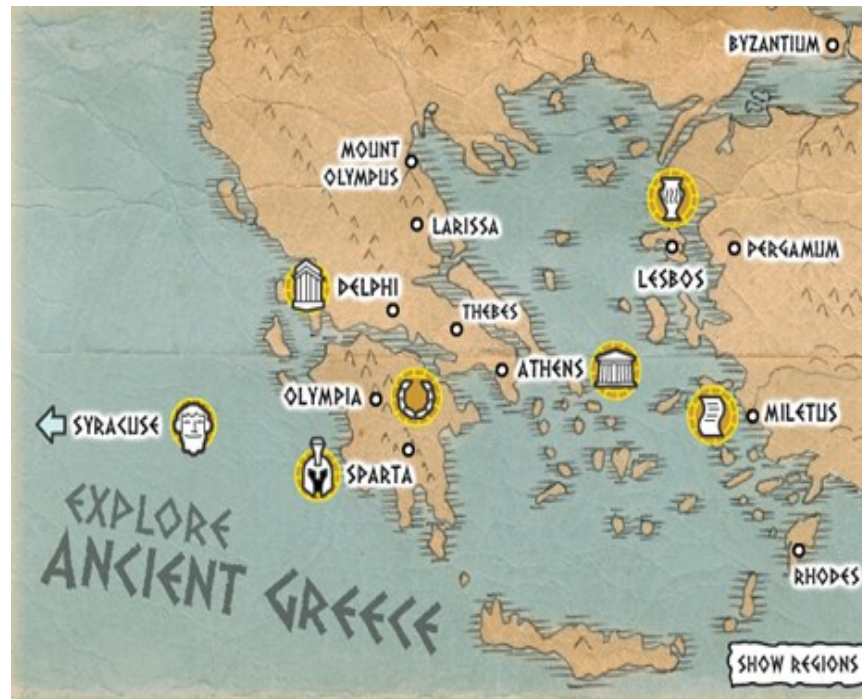 BYZANTIUM
MOUNT
OLYMPUS
LARISSA
PERGAMUM
LESBOS
DELPHI
THEBES
ATHENS
OLYMPIA
MILETUS
SYRACUSE
SPARTA
EXPLORE
ANCIENT GREECE
RHODES
SHOW REGIONS